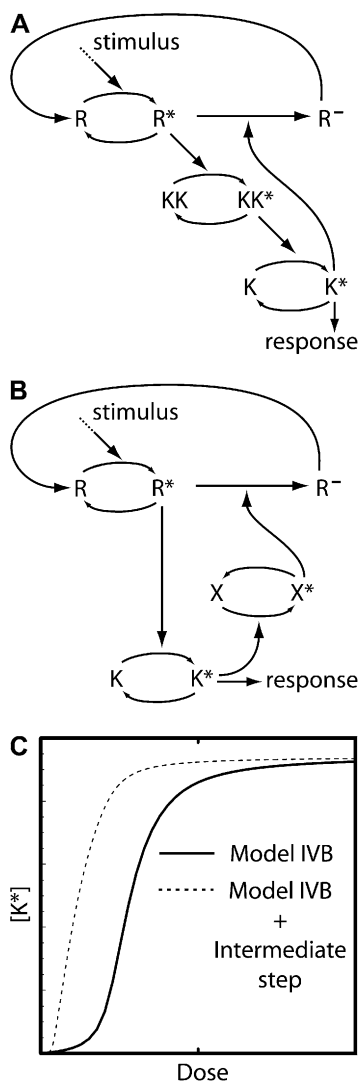 A
stimulus
R R* R⁻
KK KK*
K K*
response
B
stimulus
R R* R⁻
X X*
K K* response
C
[K*]
Model IVB
Model IVB
+
Intermediate
step
Dose